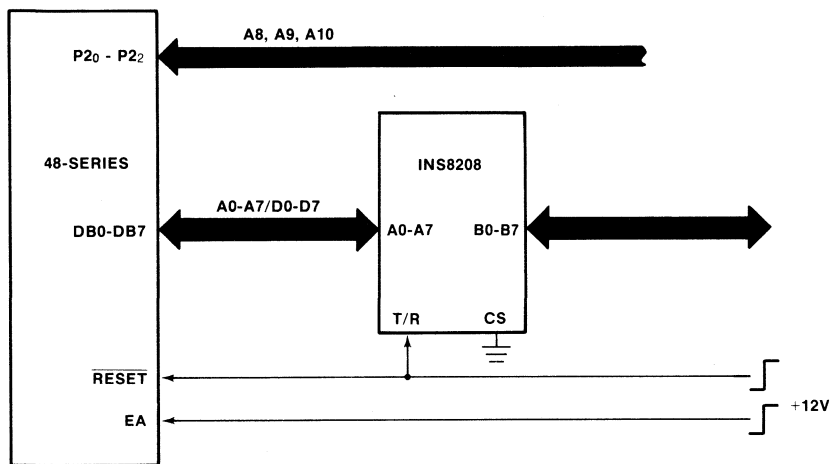 A8, A9, A10
P2₀ - P2₂
48-SERIES
INS8208
A0-A7/D0-D7
DB0-DB7
A0-A7 B0-B7
T/R CS
RESET
+12V
EA